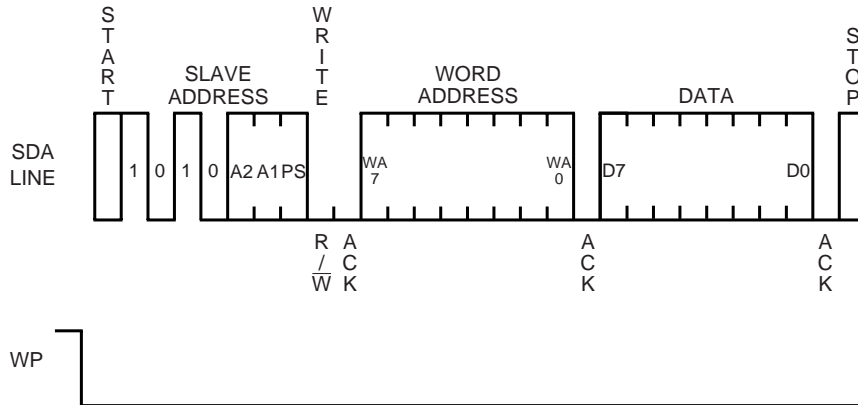 START
WRITE
STOP
SLAVE
ADDRESS
WORD
ADDRESS
DATA
SDA
LINE
1 0 1 0 A2 A1 PS
WA
7
WA
0
D7 D0
R
/
W
ACK
ACK
ACK
WP